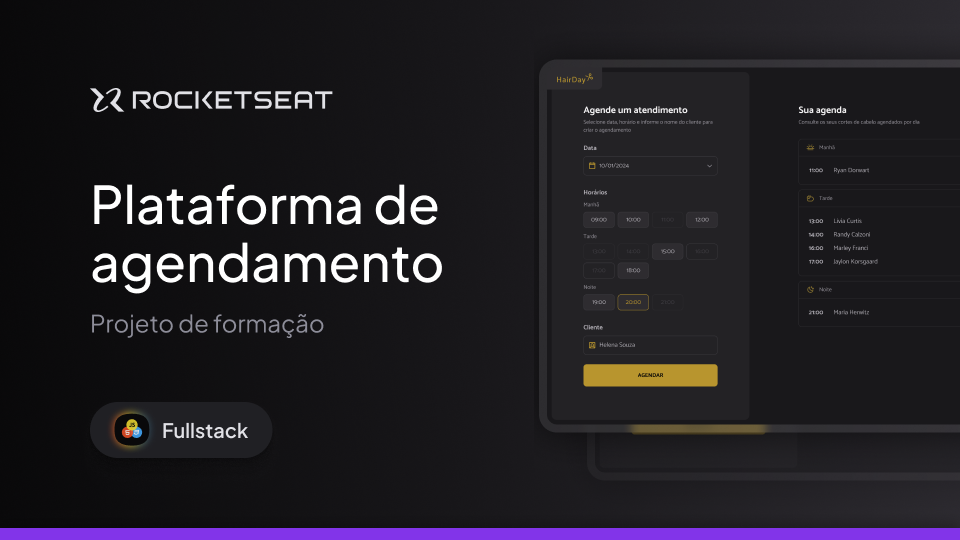 ROCKETSEAT
Plataforma de
agendamento
Projeto de formação
JS
Fullstack
HairDay
Agende um atendimento
Selecione data, horário e informe o nome do cliente para
criar o agendamento
Data
10/01/2024
Horários
Manhã
09:00 10:00 12:00
Tarde
15:00
18:00
Noite
19:00 20:00
Cliente
Helena Souza
AGENDAR
Sua agenda
Consulte os seus cortes de cabelo agendados por dia
Manhã
11:00 Ryan Dorwart
Tarde
13:00 Livia Curtis
14:00 Randy Calzoni
16:00 Marley Franci
17:00 Jaylon Korsgaard
Noite
21:00 Maria Herwitz